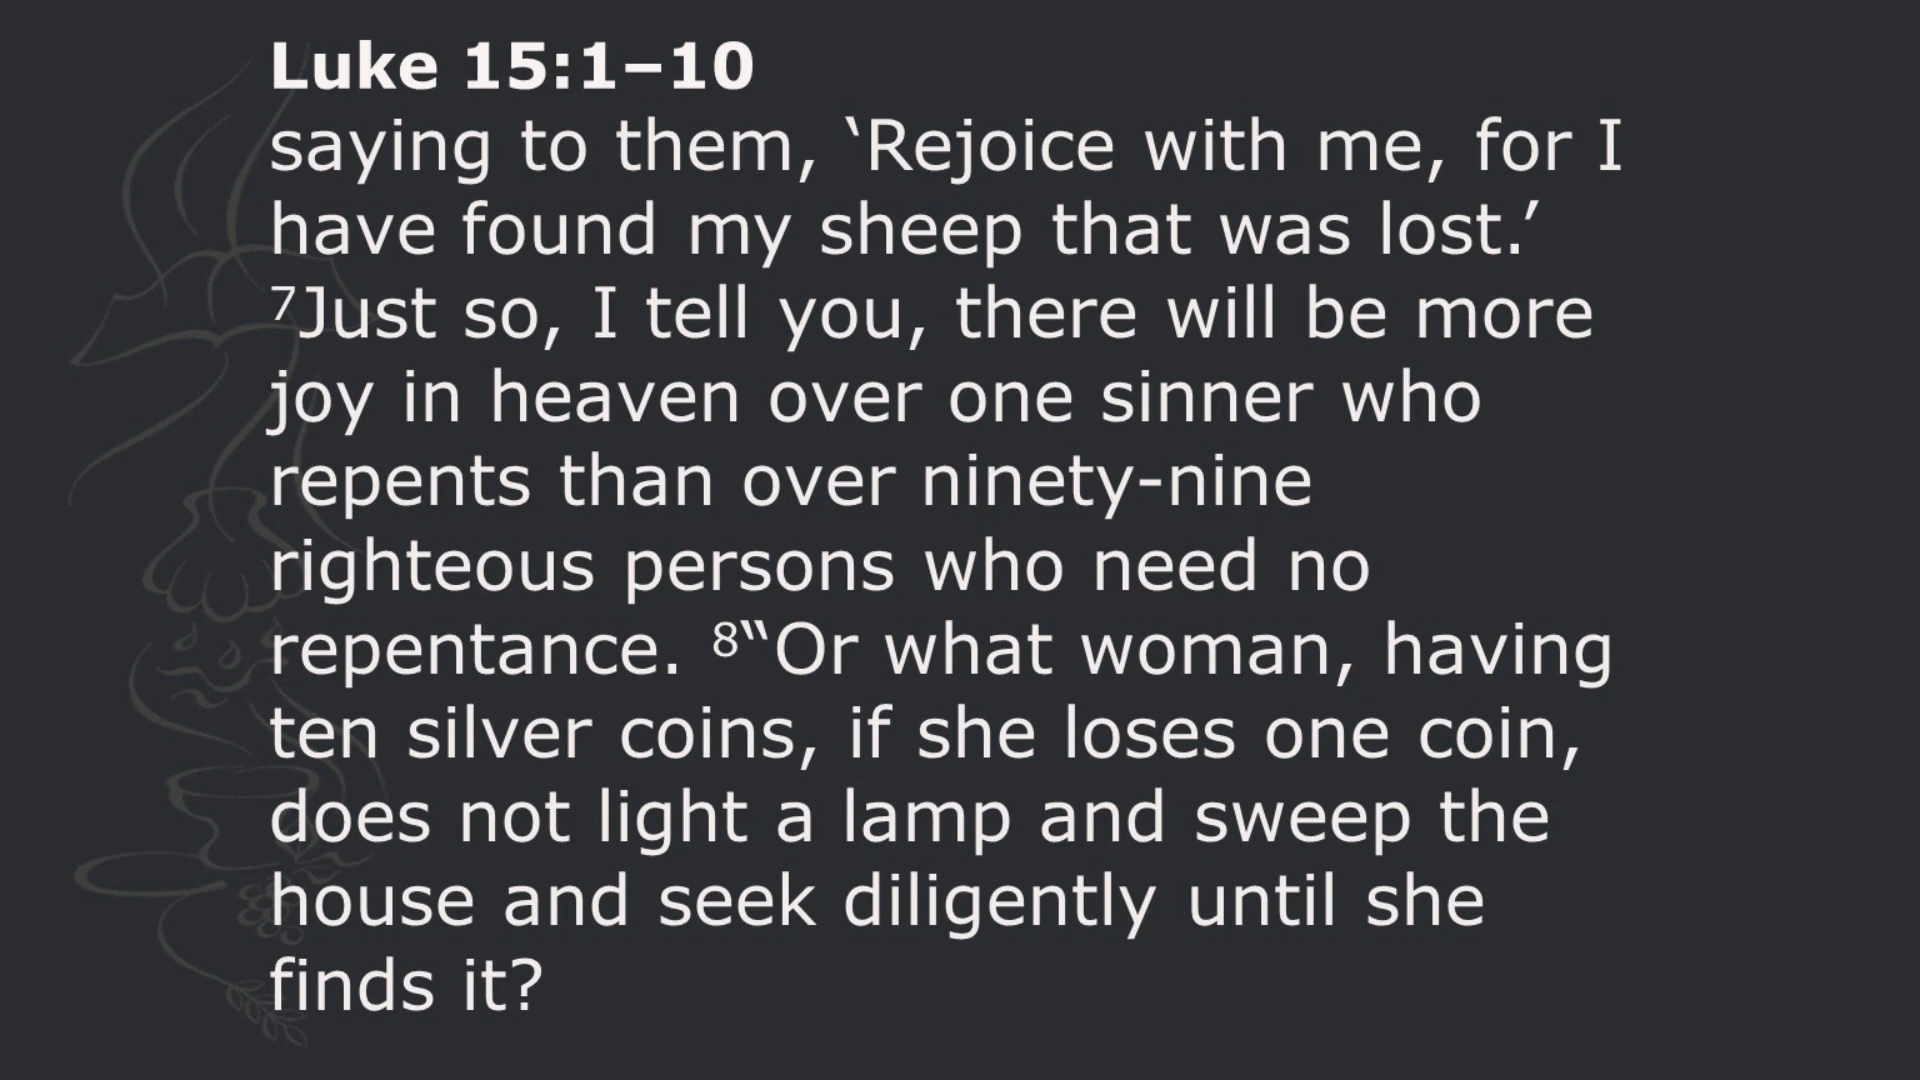 Luke 15:1–10
saying to them, ‘Rejoice with me, for I
have found my sheep that was lost.’
⁷Just so, I tell you, there will be more
joy in heaven over one sinner who
repents than over ninety-nine
righteous persons who need no
repentance. ⁸“Or what woman, having
ten silver coins, if she loses one coin,
does not light a lamp and sweep the
house and seek diligently until she
finds it?